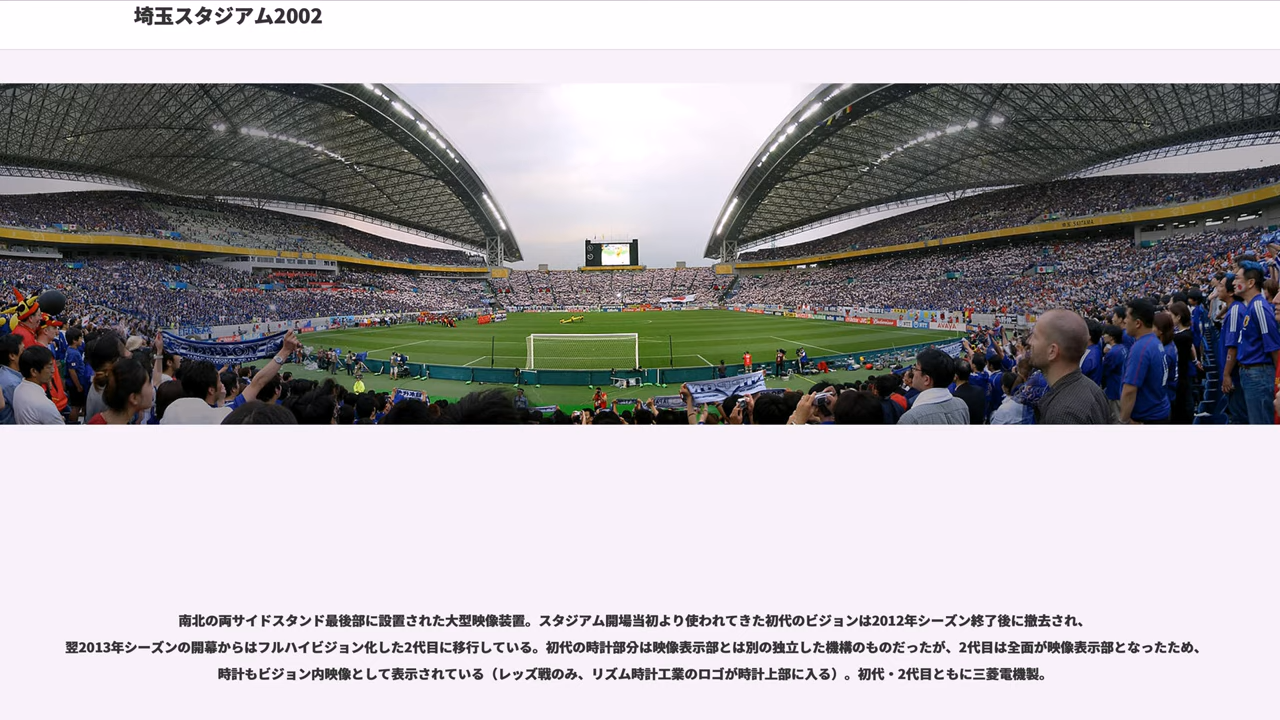 埼玉スタジアム2002
南北の両サイドスタンド最後部に設置された大型映像装置。スタジアム開場当初より使われてきた初代のビジョンは2012年シーズン終了後に撤去され、
翌2013年シーズンの開幕からはフルハイビジョン化した2代目に移行している。初代の時計部分は映像表示部とは別の独立した機構のものだったが、2代目は全面が映像表示部となったため、
時計もビジョン内映像として表示されている（レッズ戦のみ、リズム時計工業のロゴが時計上部に入る）。初代・2代目ともに三菱電機製。